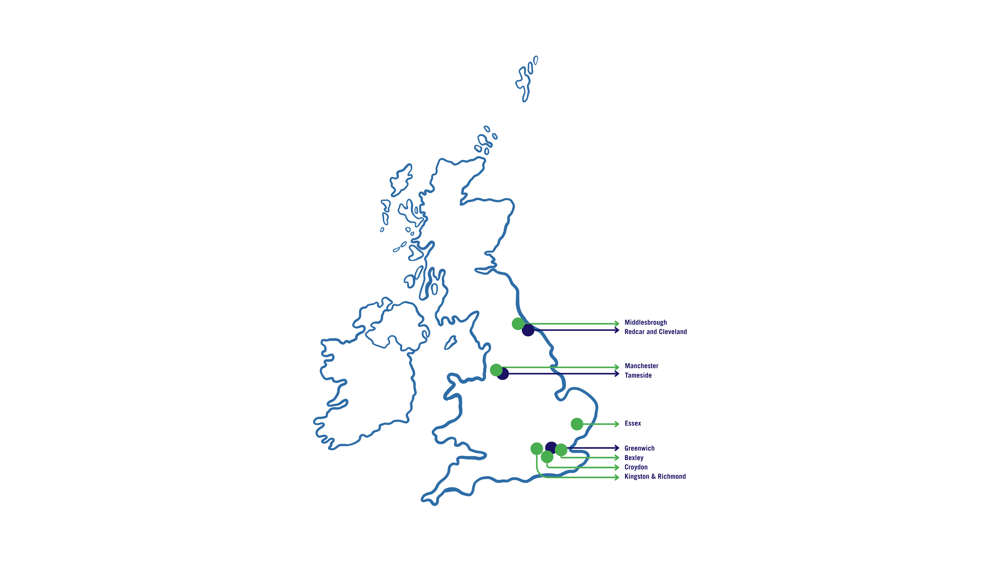 Middlesbrough
Redcar and Cleveland
Manchester
Tameside
Essex
Greenwich
Bexley
Croydon
Kingston & Richmond